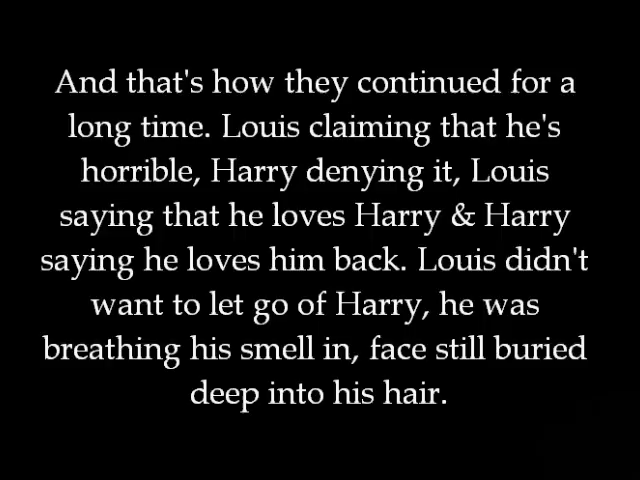 And that's how they continued for a
long time. Louis claiming that he's
horrible, Harry denying it, Louis
saying that he loves Harry & Harry
saying he loves him back. Louis didn't
want to let go of Harry, he was
breathing his smell in, face still buried
deep into his hair.